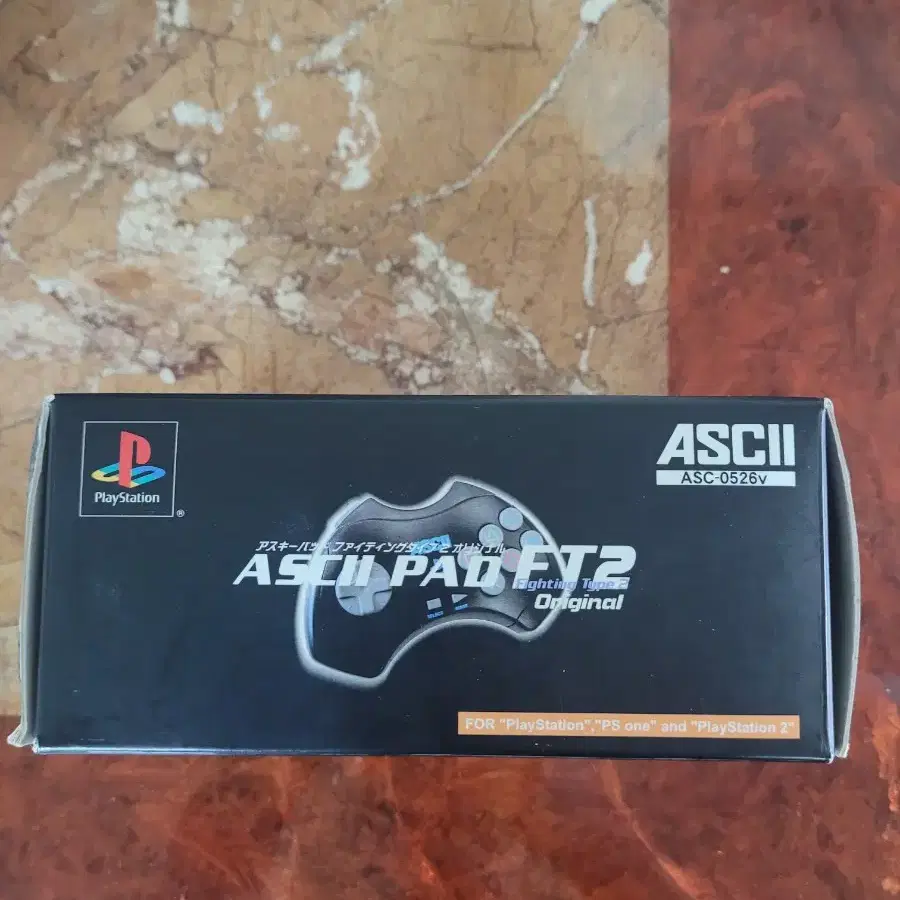 PlayStation
®
ASCII
ASC-0526v
アスキーパッド ファイティングタイプ2 オリジナル
ASCII PAD FT2
Fighting Type 2
Original
SELECT
FOR "PlayStation","PS one" and "PlayStation 2"